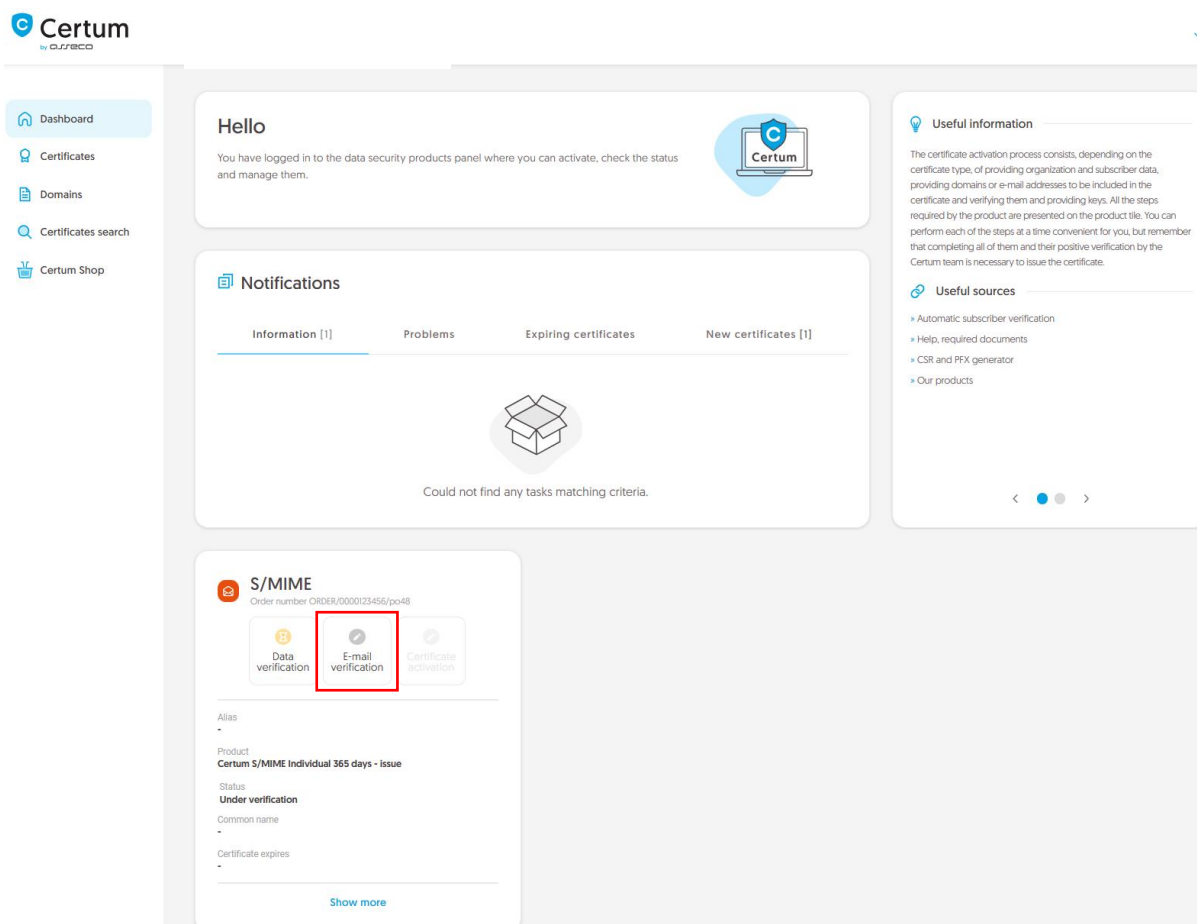 Certum
by asseco
Dashboard
Certificates
Domains
Certificates search
Certum Shop
Hello
You have logged in to the data security products panel where you can activate, check the status
and manage them.
C
Certum
Notifications
Information [1] Problems Expiring certificates New certificates [1]
Could not find any tasks matching criteria.
Useful information
The certificate activation process consists, depending on the
certificate type, of providing organization and subscriber data,
providing domains or e-mail addresses to be included in the
certificate and verifying them and providing keys. All the steps
required by the product are presented on the product tile. You can
perform each of the steps at a time convenient for you, but remember
that completing all of them and their positive verification by the
Certum team is necessary to issue the certificate.
Useful sources
» Automatic subscriber verification
» Help, required documents
» CSR and PFX generator
» Our products
S/MIME
Order number ORDER/0000123456/po48
Data
verification
E-mail
verification
Certificate
activation
Alias
-
Product
Certum S/MIME Individual 365 days - issue
Status
Under verification
Common name
-
Certificate expires
-
Show more